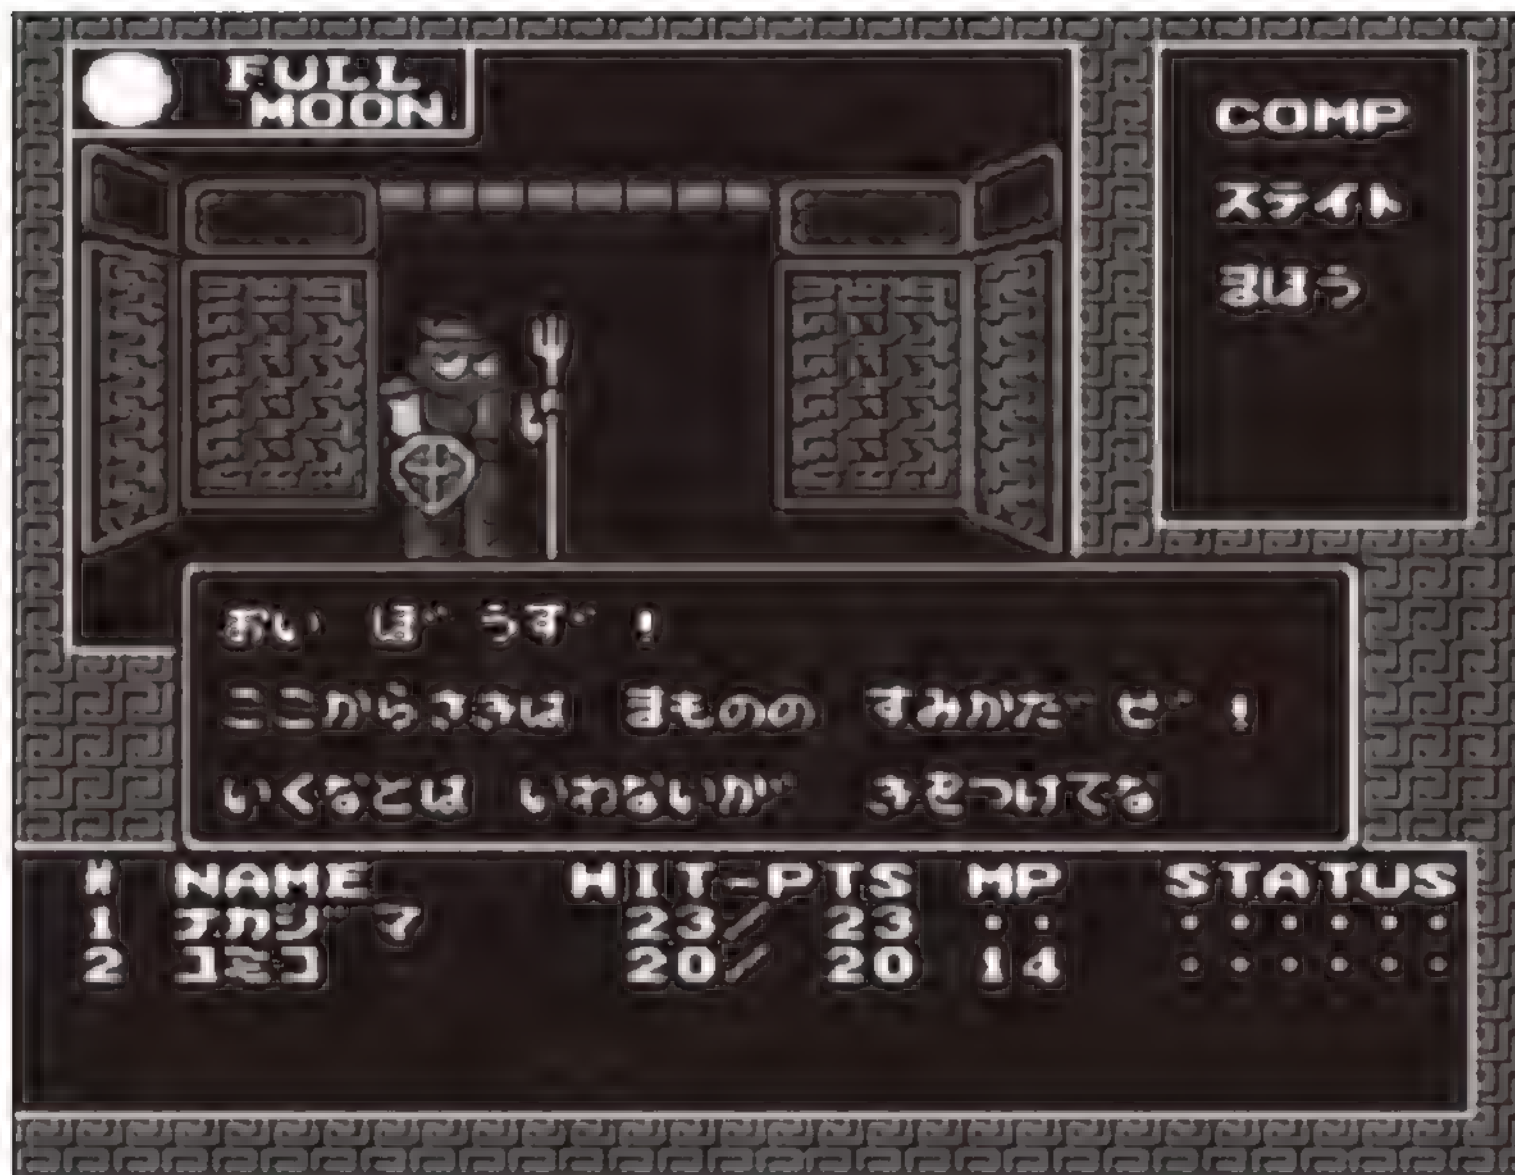 FULL
MOON
COMP
ステイト
まほう
おい ぼうず !
ここからさきは まものの すみかだ ぜ !
いくなとは いわないが きをつけてな
# NAME HIT-PTS MP STATUS
1 ナカジマ 23/ 23 ・・ ・・・・・・
2 ユミコ 20/ 20 14 ・・・・・・